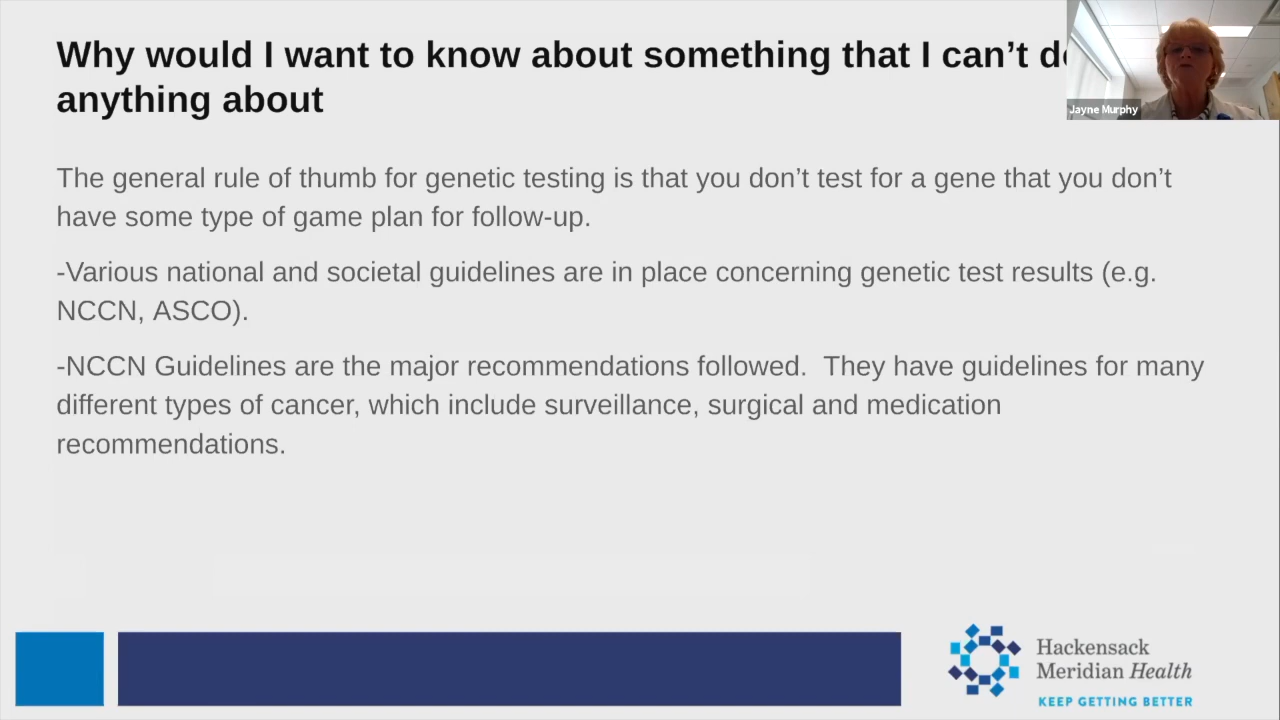 Why would I want to know about something that I can’t do
anything about
Jayne Murphy
The general rule of thumb for genetic testing is that you don’t test for a gene that you don’t
have some type of game plan for follow-up.
-Various national and societal guidelines are in place concerning genetic test results (e.g.
NCCN, ASCO).
-NCCN Guidelines are the major recommendations followed.  They have guidelines for many
different types of cancer, which include surveillance, surgical and medication
recommendations.
Hackensack
Meridian Health
KEEP GETTING BETTER